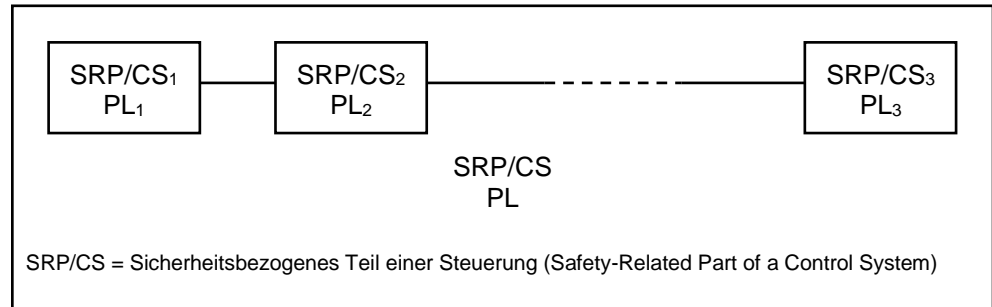 SRP/CS₁ SRP/CS₂ SRP/CS₃
PL₁ PL₂ PL₃
SRP/CS
PL
SRP/CS = Sicherheitsbezogenes Teil einer Steuerung (Safety-Related Part of a Control System)